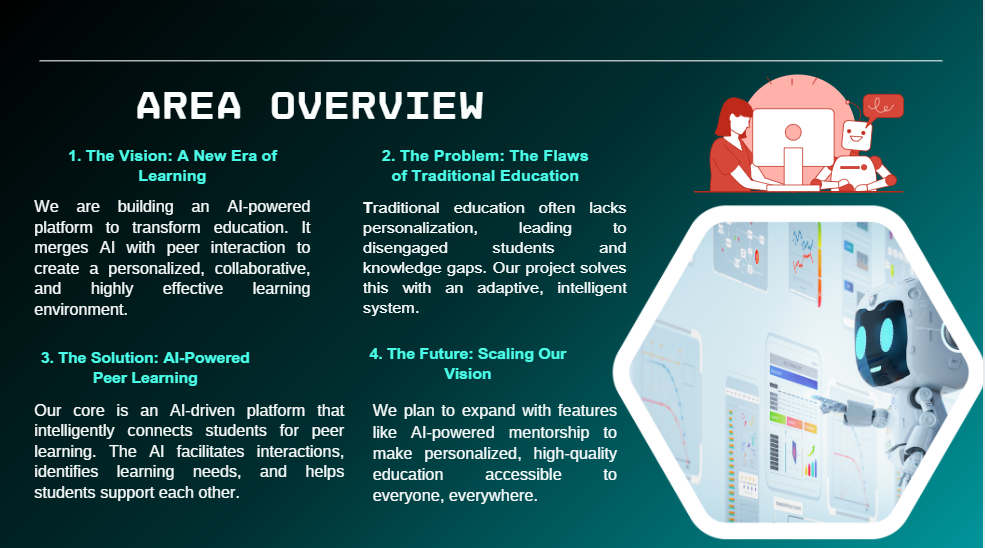 AREA OVERVIEW
1. The Vision: A New Era of
Learning
We are building an AI-powered
platform to transform education. It
merges AI with peer interaction to
create a personalized, collaborative,
and highly effective learning
environment.
2. The Problem: The Flaws
of Traditional Education
Traditional education often lacks
personalization, leading to
disengaged students and
knowledge gaps. Our project solves
this with an adaptive, intelligent
system.
3. The Solution: AI-Powered
Peer Learning
Our core is an AI-driven platform that
intelligently connects students for peer
learning. The AI facilitates interactions,
identifies learning needs, and helps
students support each other.
4. The Future: Scaling Our
Vision
We plan to expand with features
like AI-powered mentorship to
make personalized, high-quality
education accessible to
everyone, everywhere.